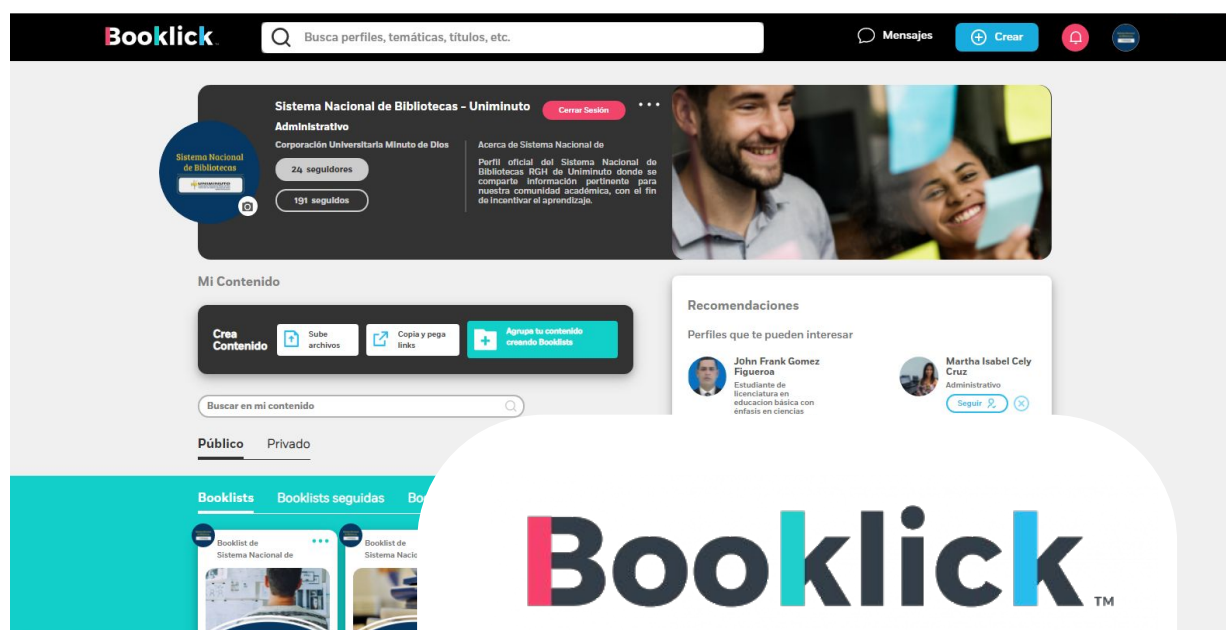 Booklick
Busca perfiles, temáticas, títulos, etc.
Mensajes
Crear
Sistema Nacional de Bibliotecas - Uniminuto
Cerrar Sesión
Administrativo
Corporación Universitaria Minuto de Dios
24 seguidores
191 seguidos
Acerca de Sistema Nacional de
Perfil oficial del Sistema Nacional de
Bibliotecas RGH de Uniminuto donde se
comparte información pertinente para
nuestra comunidad académica, con el fin
de incentivar el aprendizaje.
Sistema Nacional
de Bibliotecas
UNIMINUTO
Mi Contenido
Crea
Contenido
Sube
archivos
Copia y pega
links
Agrupa tu contenido
creando Booklists
Buscar en mi contenido
Público
Privado
Recomendaciones
Perfiles que te pueden interesar
John Frank Gomez
Figueroa
Estudiante de
licenciatura en
educacion básica con
énfasis en ciencias
Martha Isabel Cely
Cruz
Administrativo
Seguir
Booklists
Booklists seguidas
Bo
Booklist de
Sistema Nacional de
Booklist de
Sistema Nacio
Booklick TM